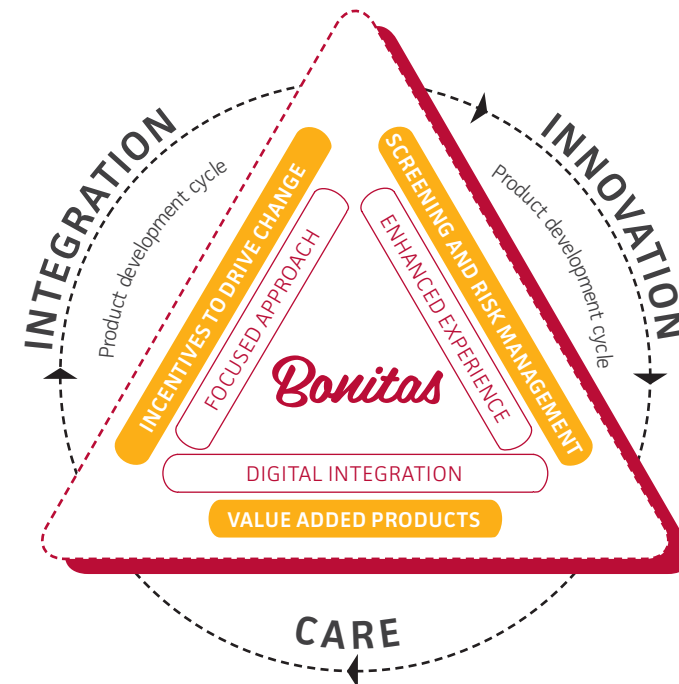 INTEGRATION
INNOVATION
Product development cycle
Product development cycle
INCENTIVES TO DRIVE CHANGE
SCREENING AND RISK MANAGEMENT
FOCUSED APPROACH
ENHANCED EXPERIENCE
Bonitas
DIGITAL INTEGRATION
VALUE ADDED PRODUCTS
CARE